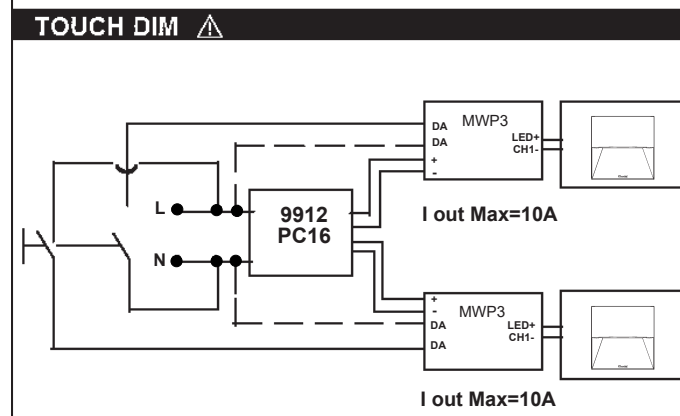 TOUCH DIM
DA
DA
+
-
MWP3
LED+
CH1-
I out Max=10A
L
N
9912
PC16
+
-
DA
DA
MWP3
LED+
CH1-
I out Max=10A